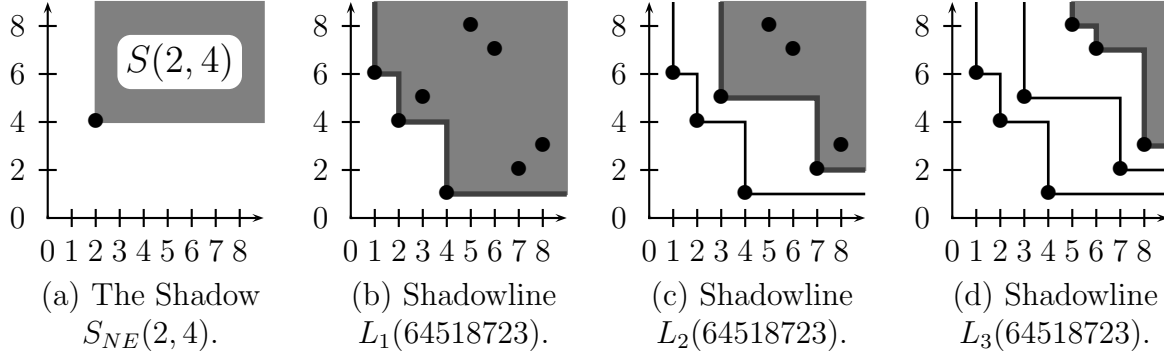 8
6
4
2
0
0 1 2 3 4 5 6 7 8
S(2, 4)
(a) The Shadow
S_{NE}(2, 4).
8
6
4
2
0
0 1 2 3 4 5 6 7 8
(b) Shadowline
L_1(64518723).
8
6
4
2
0
0 1 2 3 4 5 6 7 8
(c) Shadowline
L_2(64518723).
8
6
4
2
0
0 1 2 3 4 5 6 7 8
(d) Shadowline
L_3(64518723).